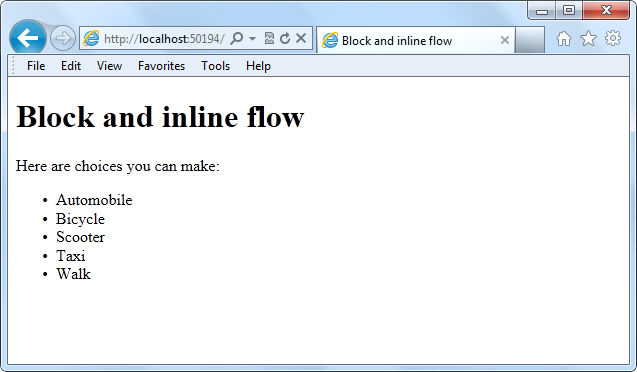 http://localhost:50194/
Block and inline flow
File Edit View Favorites Tools Help
Block and inline flow
Here are choices you can make:
• Automobile
• Bicycle
• Scooter
• Taxi
• Walk